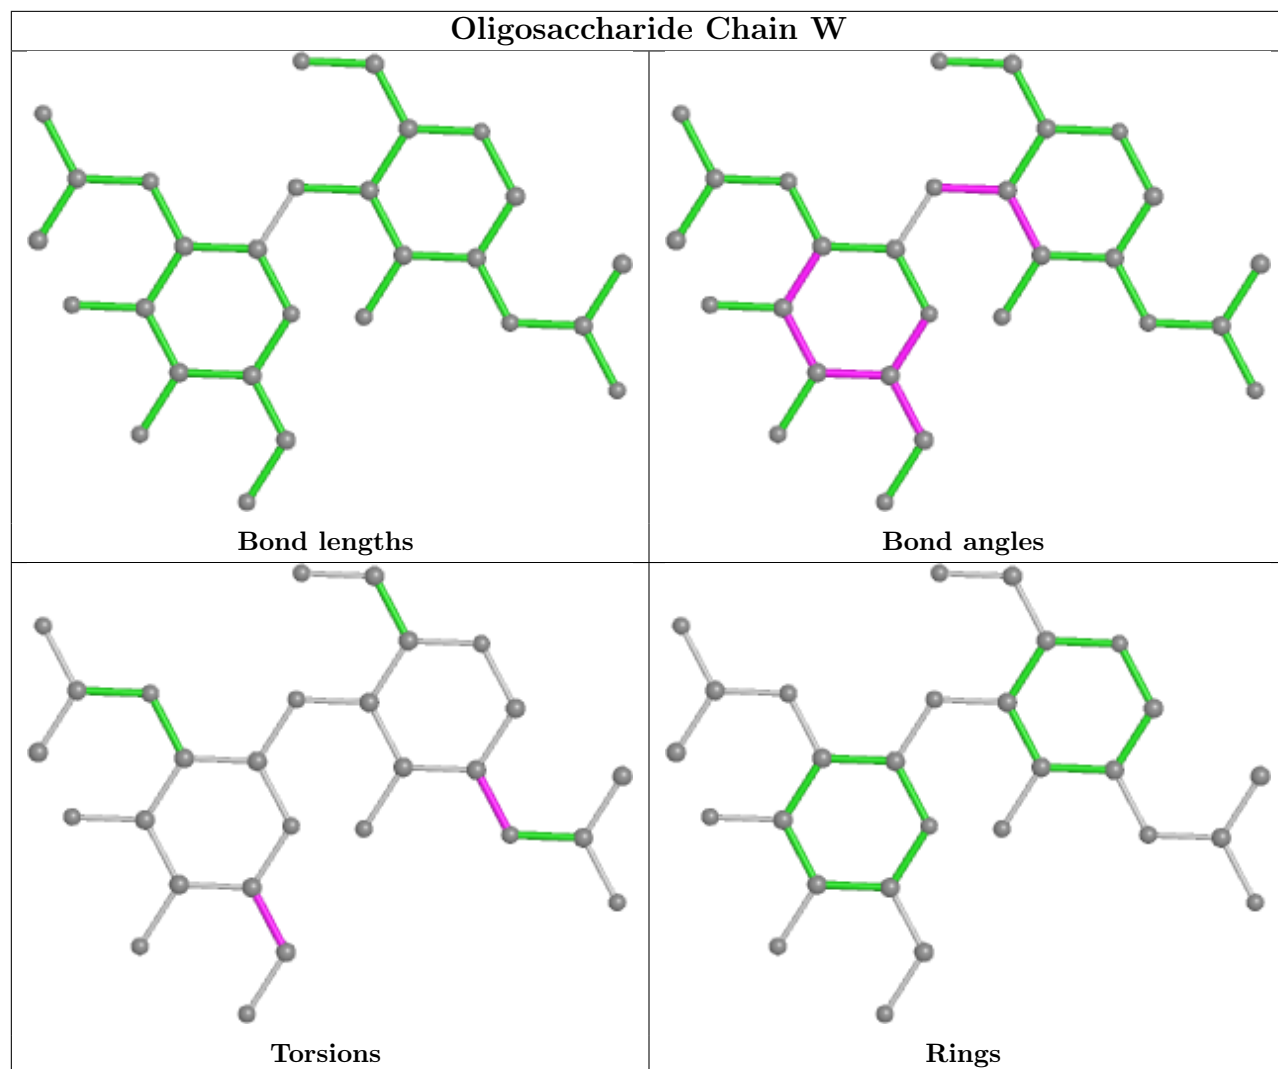 Oligosaccharide Chain W
Bond lengths
Bond angles
Torsions
Rings